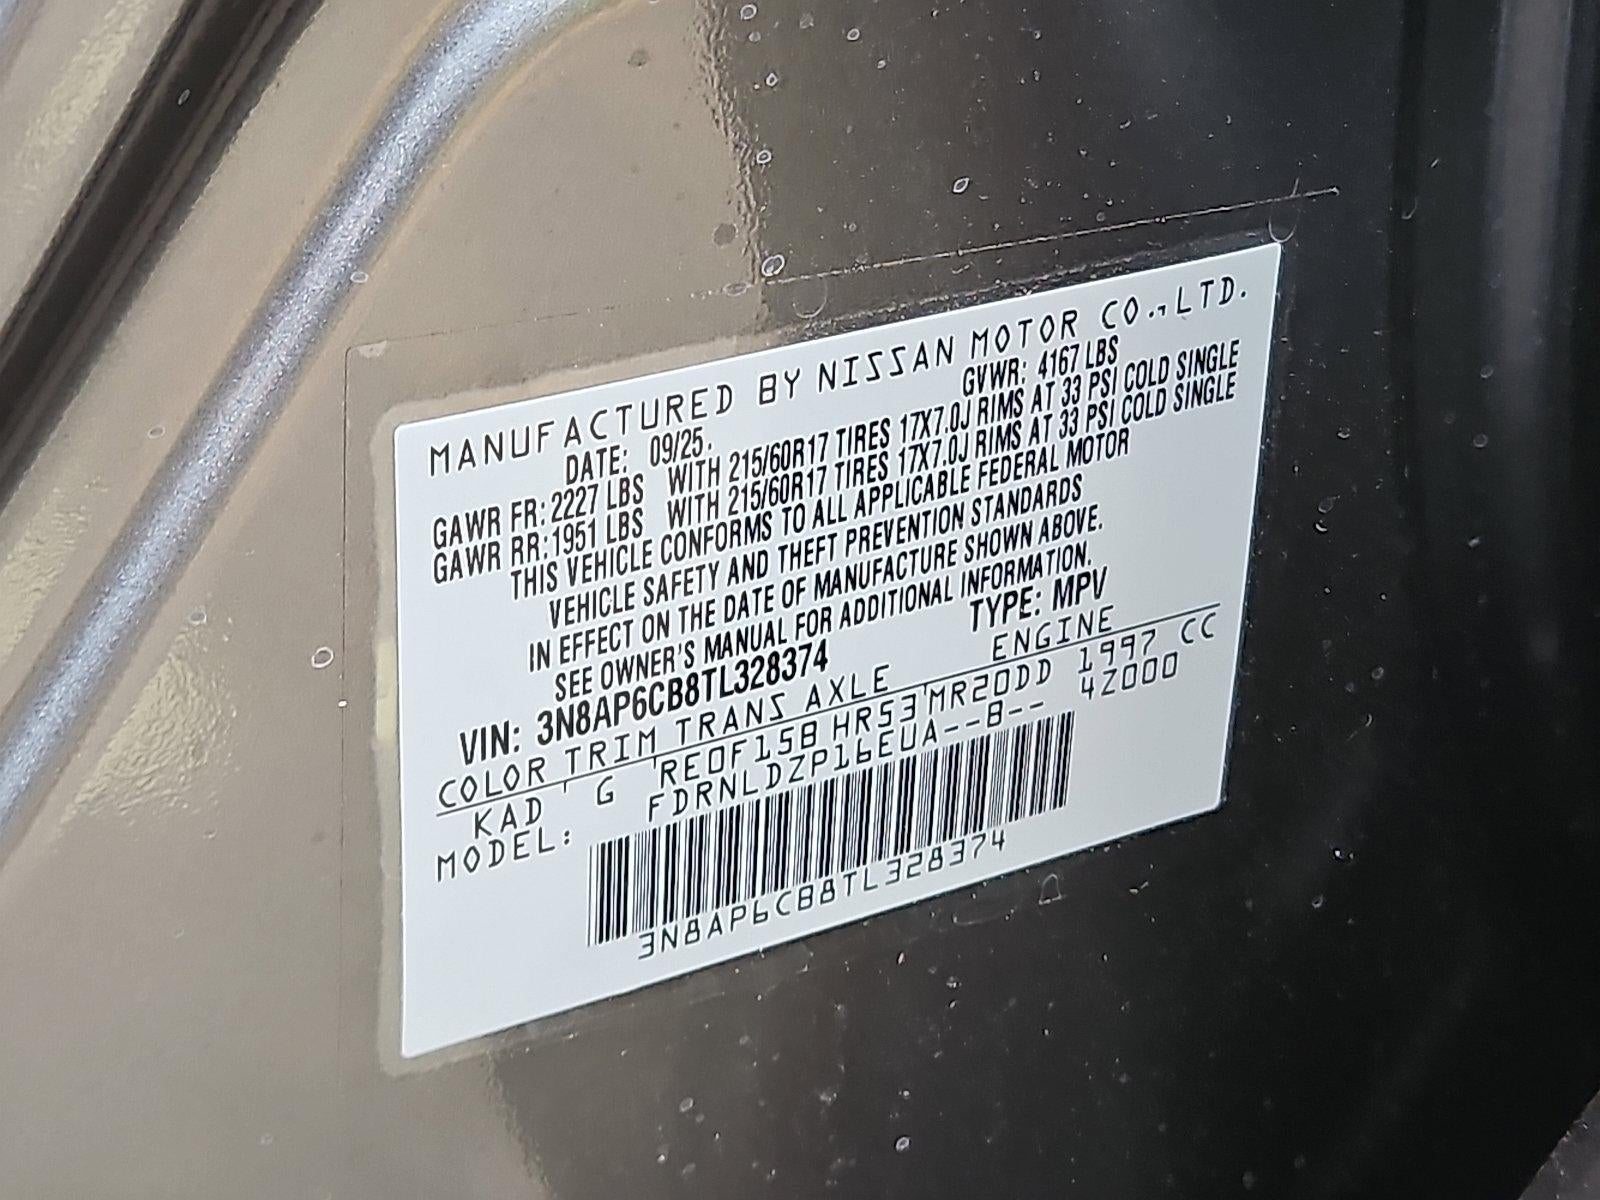 MANUFACTURED BY NISSAN MOTOR CO.,LTD.
DATE: 09/25. GVWR: 4167 LBS
GAWR FR: 2227 LBS WITH 215/60R17 TIRES 17X7.0J RIMS AT 33 PSI COLD SINGLE
GAWR RR: 1951 LBS WITH 215/60R17 TIRES 17X7.0J RIMS AT 33 PSI COLD SINGLE
THIS VEHICLE CONFORMS TO ALL APPLICABLE FEDERAL MOTOR
VEHICLE SAFETY AND THEFT PREVENTION STANDARDS
IN EFFECT ON THE DATE OF MANUFACTURE SHOWN ABOVE.
SEE OWNER'S MANUAL FOR ADDITIONAL INFORMATION.
VIN: 3N8AP6CB8TL328374 TYPE: MPV
COLOR TRIM TRANS AXLE ENGINE
KAD G RE0F15B HR53 MR20DD 1997 CC
MODEL: FDRNLDZP16EUA--B-- 4Z000
3N8AP6CB8TL328374